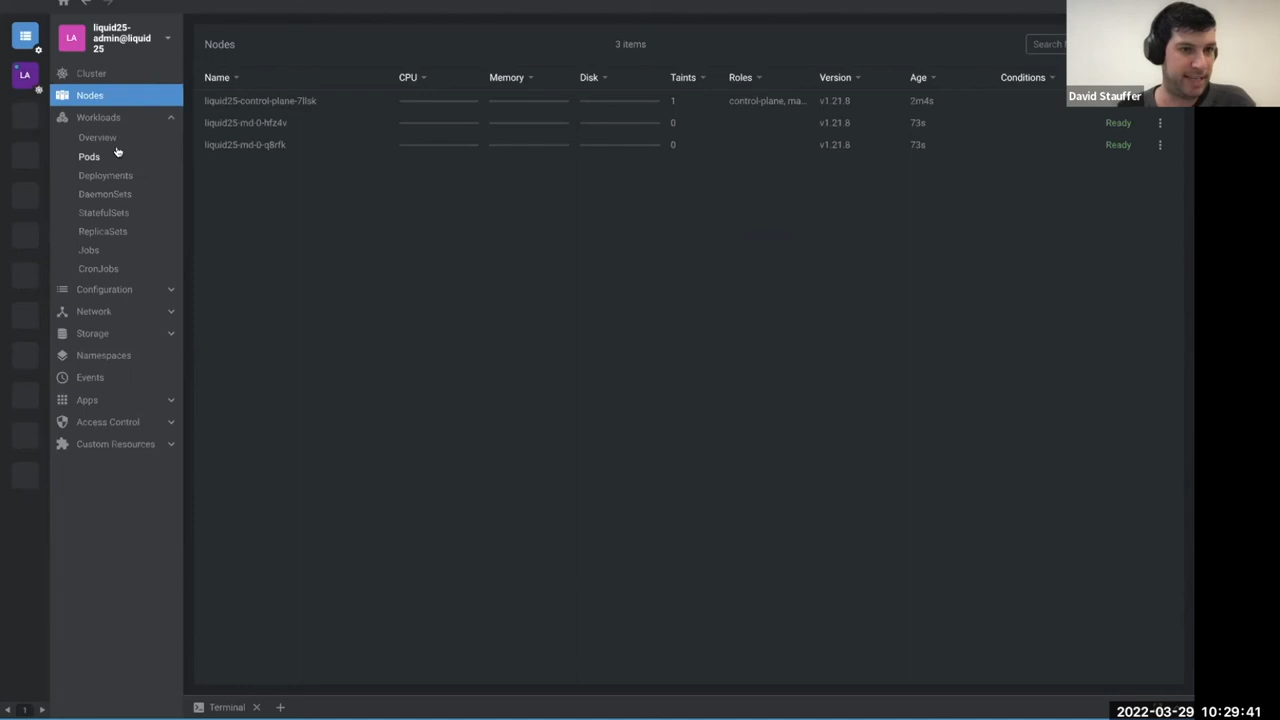 liquid25-
admin@liquid
25
LA
LA
Cluster
Nodes
Workloads
Overview
Pods
Deployments
DaemonSets
StatefulSets
ReplicaSets
Jobs
CronJobs
Configuration
Network
Storage
Namespaces
Events
Apps
Access Control
Custom Resources
1
Nodes
3 items
Search
Name CPU Memory Disk Taints Roles Version Age Conditions
liquid25-control-plane-7llsk 1 control-plane, ma... v1.21.8 2m4s
liquid25-md-0-hfz4v 0 v1.21.8 73s Ready
liquid25-md-0-q8rfk 0 v1.21.8 73s Ready
Terminal
David Stauffer
2022-03-29 10:29:41